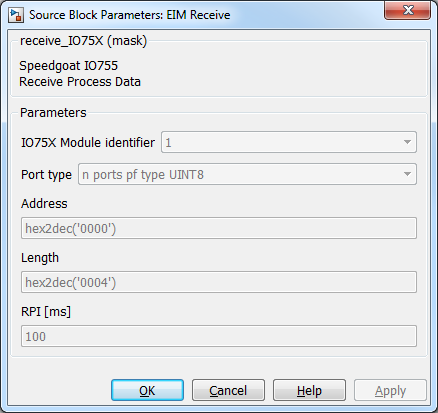 Source Block Parameters: EIM Receive
receive_IO75X (mask)
Speedgoat IO755
Receive Process Data
Parameters
IO75X Module identifier 1
Port type n ports pf type UINT8
Address
hex2dec('0000')
Length
hex2dec('0004')
RPI [ms]
100
OK Cancel Help Apply